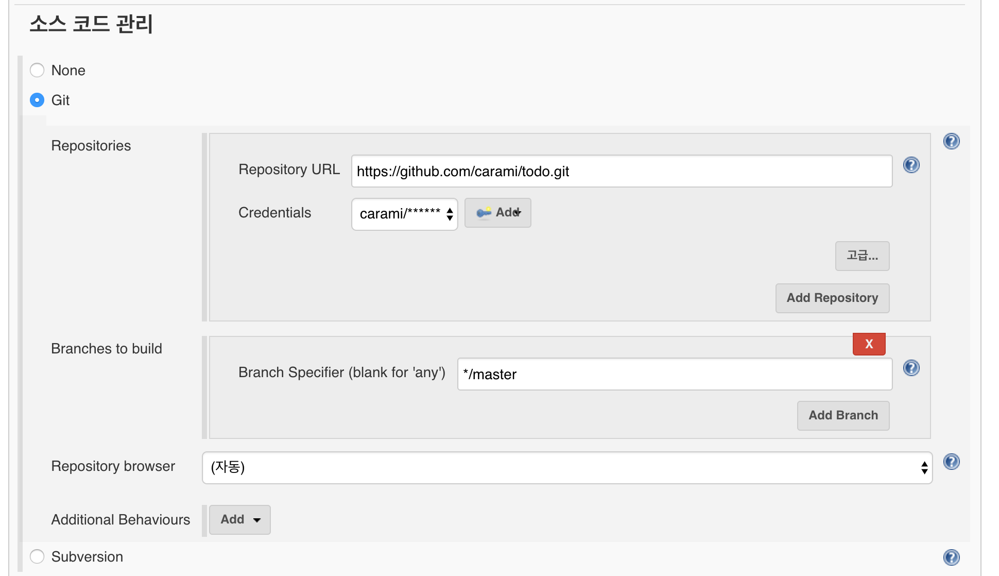 소스 코드 관리
None
Git
Repositories
Repository URL https://github.com/carami/todo.git
Credentials carami/****** Add
고급...
Add Repository
Branches to build
X
Branch Specifier (blank for 'any') */master
Add Branch
Repository browser (자동)
Additional Behaviours Add
Subversion